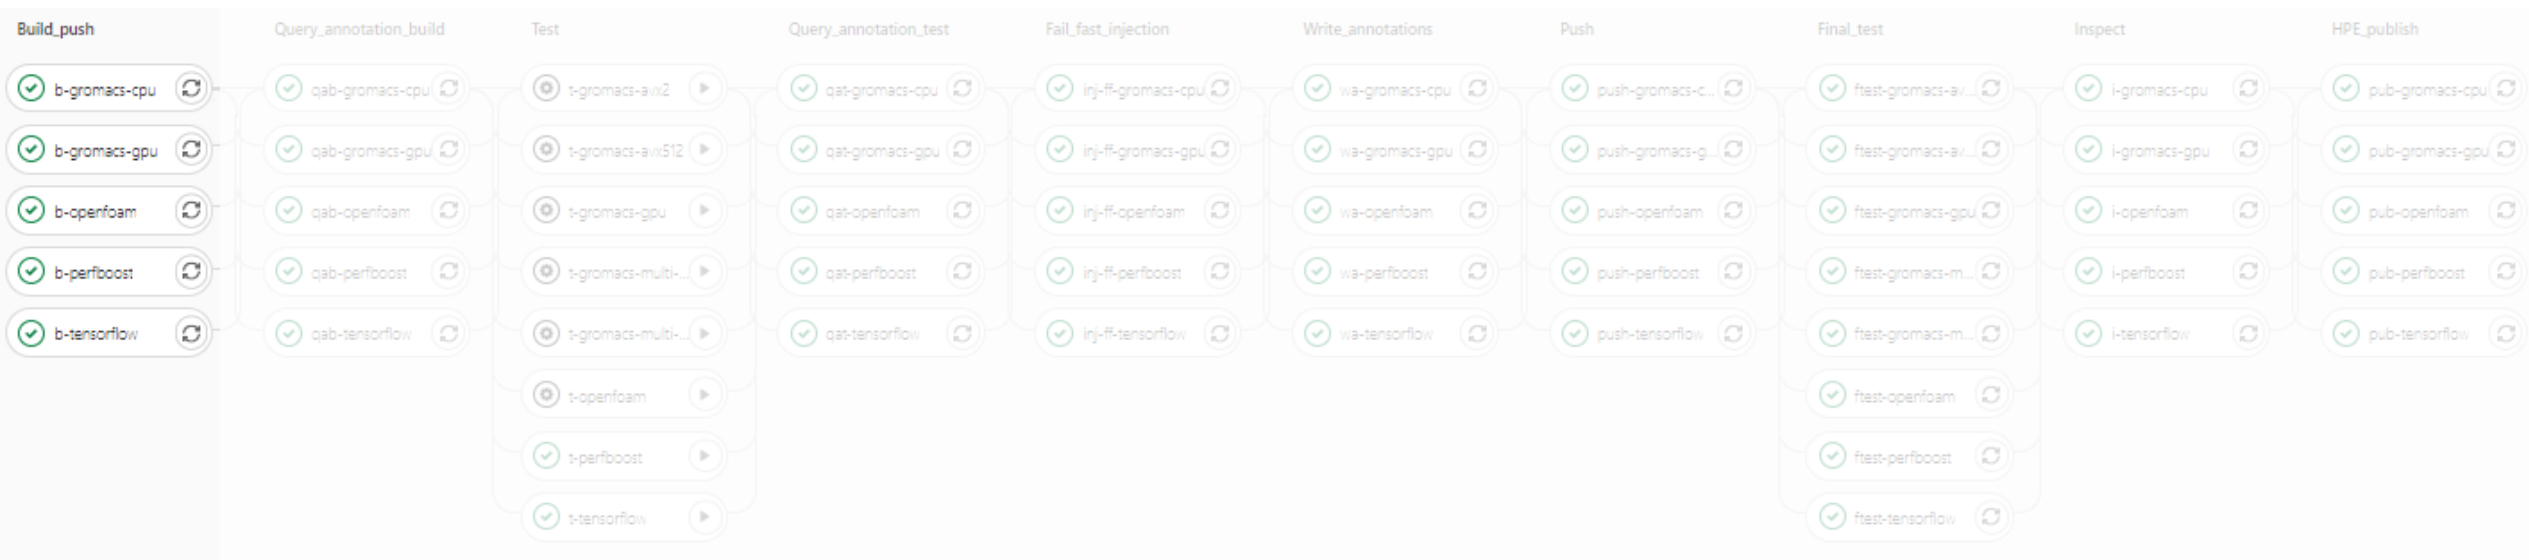 Build_push
b-gromacs-cpu
b-gromacs-gpu
b-openfoam
b-perfboost
b-tensorflow
Query_annotation_build
qab-gromacs-cpu
qab-gromacs-gpu
qab-openfoam
qab-perfboost
qab-tensorflow
Test
t-gromacs-avx2
t-gromacs-avx512
t-gromacs-gpu
t-gromacs-multi-...
t-gromacs-multi-...
t-openfoam
t-perfboost
t-tensorflow
Query_annotation_test
qat-gromacs-cpu
qat-gromacs-gpu
qat-openfoam
qat-perfboost
qat-tensorflow
Fail_fast_injection
inj-ff-gromacs-cpu
inj-ff-gromacs-gpu
inj-ff-openfoam
inj-ff-perfboost
inj-ff-tensorflow
Write_annotations
wa-gromacs-cpu
wa-gromacs-gpu
wa-openfoam
wa-perfboost
wa-tensorflow
Push
push-gromacs-c...
push-gromacs-g...
push-openfoam
push-perfboost
push-tensorflow
Final_test
ftest-gromacs-av...
ftest-gromacs-av...
ftest-gromacs-gpu
ftest-gromacs-m...
ftest-gromacs-m...
ftest-openfoam
ftest-perfboost
ftest-tensorflow
Inspect
i-gromacs-cpu
i-gromacs-gpu
i-openfoam
i-perfboost
i-tensorflow
HPE_publish
pub-gromacs-cpu
pub-gromacs-gpu
pub-openfoam
pub-perfboost
pub-tensorflow